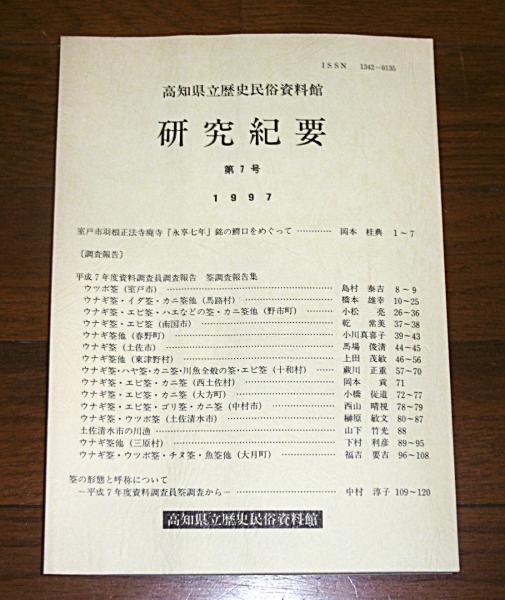 ISSN 1342-0135
高知県立歴史民俗資料館
研究紀要
第7号
1997
室戸市羽根正法寺廃寺『永享七年』銘の鰐口をめぐって ………… 岡本 桂典 1～7
〔調査報告〕
平成7年度資料調査員調査報告 筌調査報告集
ウツボ筌（室戸市） ………… 島村 泰吉 8～9
ウナギ筌・イダ筌・カニ筌他（馬路村） ………… 橋本 雄幸 10～25
ウナギ筌・エビ筌・ハエなどの筌・カニ筌他（野市町） ………… 小松 亮 26～36
ウナギ筌・エビ筌（南国市） ………… 乾 常美 37～38
ウナギ筌他（春野町） ………… 小川真喜子 39～43
ウナギ筌（土佐市） ………… 馬場 俊清 44～45
ウナギ筌他（東津野村） ………… 上田 茂敏 46～56
ウナギ筌・ハヤ筌・カニ筌・川魚全般の筌・エビ筌（十和村） …… 蕨川 正重 57～70
ウナギ筌・エビ筌・カニ筌（西土佐村） ………… 岡本 貢 71
ウナギ筌・エビ筌・カニ筌（大方町） ………… 小橋 従道 72～77
ウナギ筌・エビ筌・ゴリ筌・カニ筌（中村市） ………… 西山 晴視 78～79
ウナギ筌・ウツボ筌（土佐清水市） ………… 榊原 敏文 80～87
土佐清水市の川漁 ………… 山下 竹光 88
ウナギ筌他（三原村） ………… 下村 利彦 89～95
ウナギ筌・ウツボ筌・チヌ筌・魚筌他（大月町） ………… 福吉 要吉 96～108
筌の形態と呼称について
－平成7年度資料調査員筌調査から－ ………… 中村 淳子 109～120
高知県立歴史民俗資料館